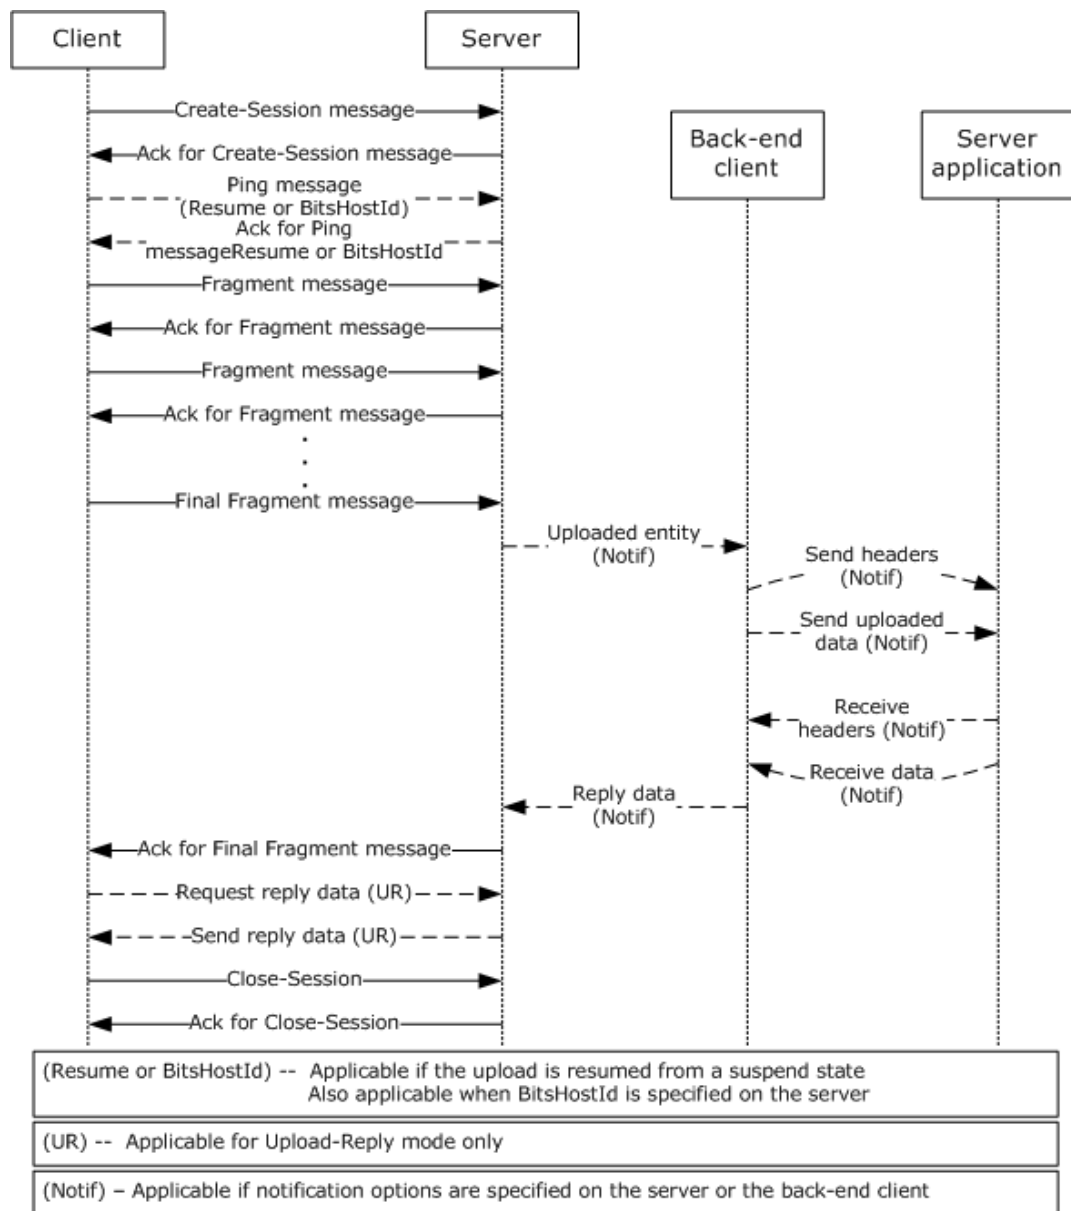 Client
Server
Back-end
client
Server
application
Create-Session message
Ack for Create-Session message
Ping message
(Resume or BitsHostId)
Ack for Ping
messageResume or BitsHostId
Fragment message
Ack for Fragment message
Fragment message
Ack for Fragment message
.
.
.
Final Fragment message
Uploaded entity
(Notif)
Send headers
(Notif)
Send uploaded
data (Notif)
Receive
headers (Notif)
Receive data
(Notif)
Reply data
(Notif)
Ack for Final Fragment message
Request reply data (UR)
Send reply data (UR)
Close-Session
Ack for Close-Session
(Resume or BitsHostId) -- Applicable if the upload is resumed from a suspend state
Also applicable when BitsHostId is specified on the server
(UR) -- Applicable for Upload-Reply mode only
(Notif) – Applicable if notification options are specified on the server or the back-end client